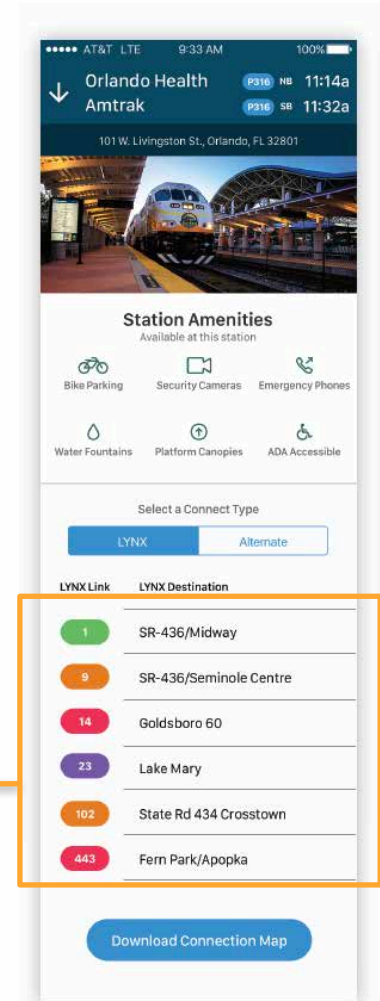 AT&T LTE 9:33 AM 100%
Orlando Health P316 NB 11:14a
Amtrak P316 SB 11:32a
101 W. Livingston St., Orlando, FL 32801
Station Amenities
Available at this station
Bike Parking Security Cameras Emergency Phones
Water Fountains Platform Canopies ADA Accessible
Select a Connect Type
LYNX Alternate
LYNX Link LYNX Destination
1 SR-436/Midway
9 SR-436/Seminole Centre
14 Goldsboro 60
23 Lake Mary
102 State Rd 434 Crosstown
443 Fern Park/Apopka
Download Connection Map